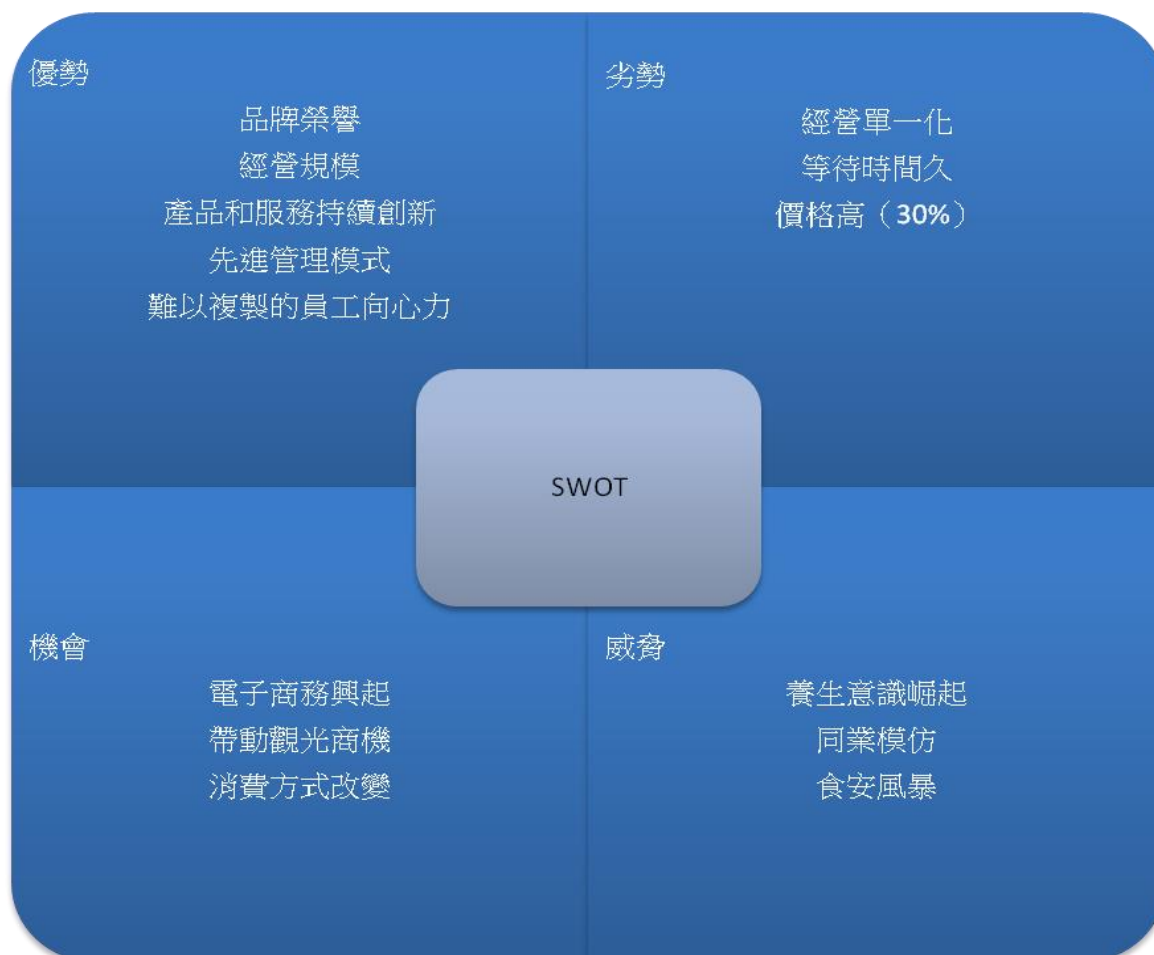 優勢
品牌榮譽
經營規模
產品和服務持續創新
先進管理模式
難以複製的員工向心力
劣勢
經營單一化
等待時間久
價格高（30%）
SWOT
機會
電子商務興起
帶動觀光商機
消費方式改變
威脅
養生意識崛起
同業模仿
食安風暴